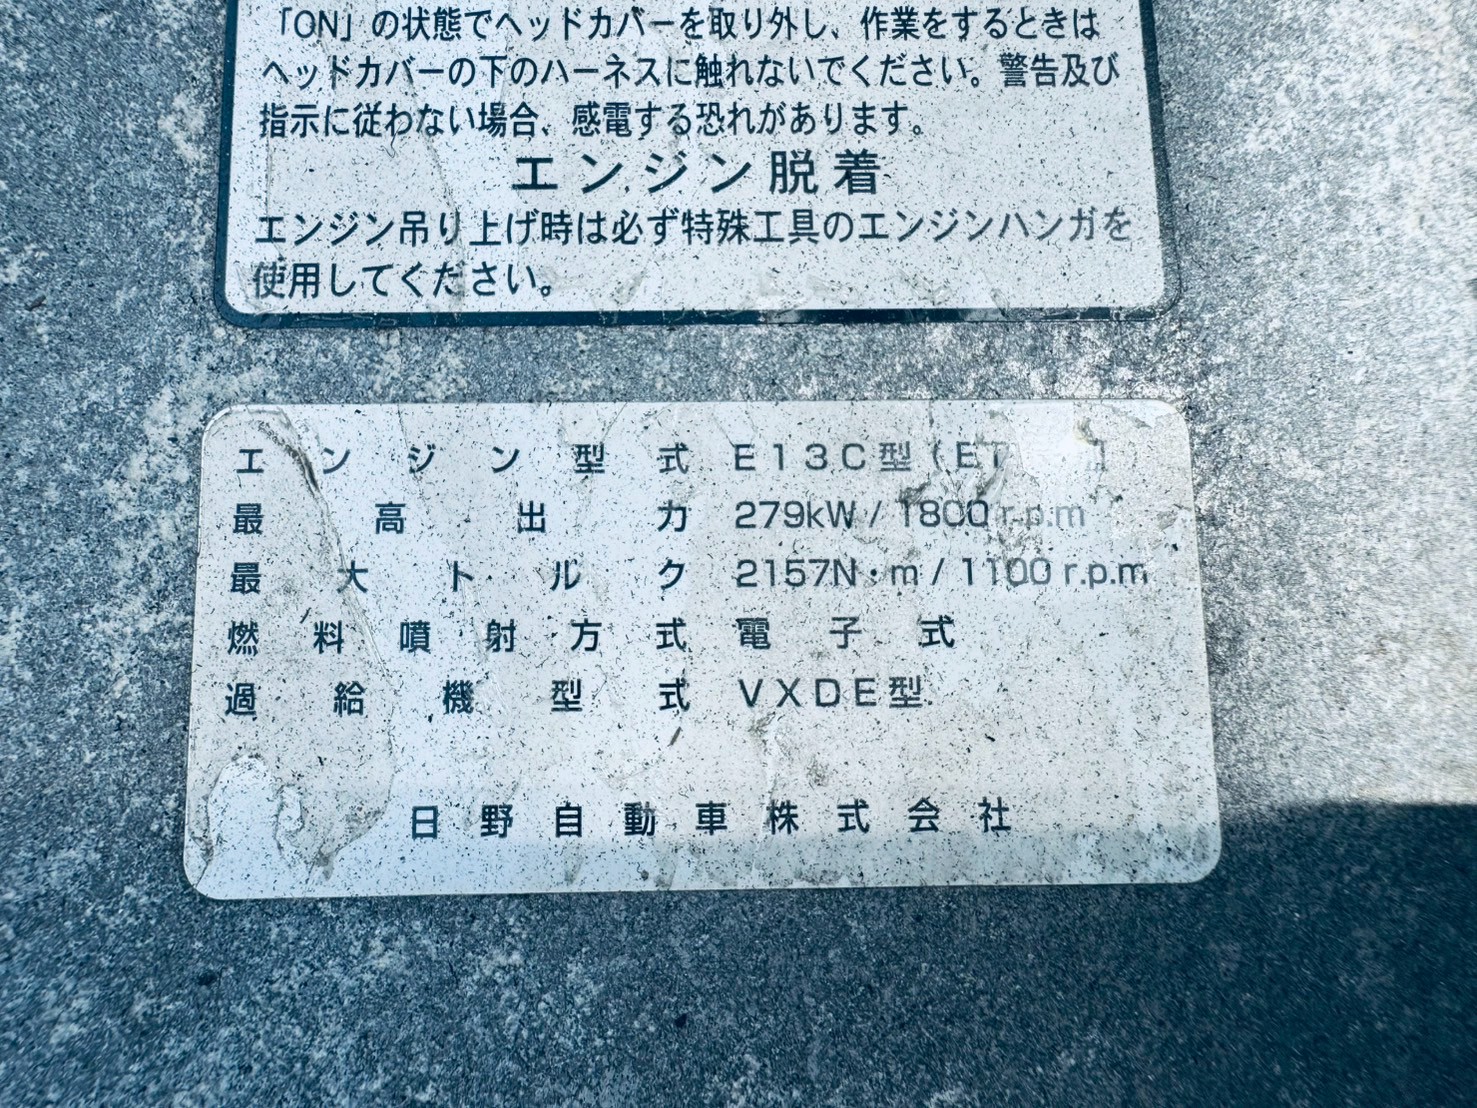 「ON」の状態でヘッドカバーを取り外し、作業をするときは
ヘッドカバーの下のハーネスに触れないでください。警告及び
指示に従わない場合、感電する恐れがあります。
エンジン脱着
エンジン吊り上げ時は必ず特殊工具のエンジンハンガを
使用してください。
エンジン型式 E13C型
最高出力 279kW / 1800 r.p.m
最大トルク 2157N・m / 1100 r.p.m
燃料噴射方式 電子式
過給機型式 VXDE型
日野自動車株式会社